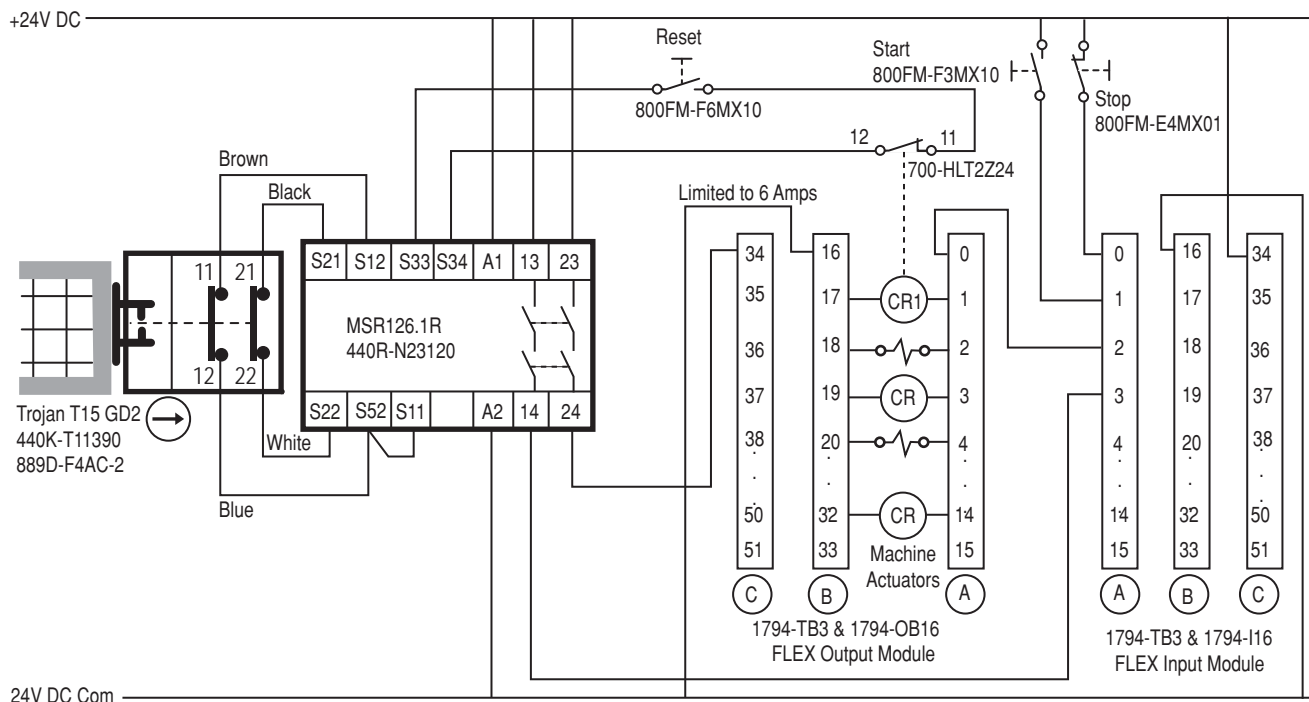 +24V DC
Reset
800FM-F6MX10
Start
800FM-F3MX10
Stop
800FM-E4MX01
12 11
700-HLT2Z24
Brown
Black
Limited to 6 Amps
S21 S12 S33 S34 A1 13 23
11 21
12 22
MSR126.1R
440R-N23120
S22 S52 S11 A2 14 24
Trojan T15 GD2
440K-T11390
889D-F4AC-2
White
Blue
34 16 0
35 17 CR1 1
36 18 2
37 19 CR 3
38 20 4
50 32 CR 14
51 33 15
Machine
Actuators
C B A
1794-TB3 & 1794-OB16
FLEX Output Module
0 16 34
1 17 35
2 18 36
3 19 37
4 20 38
14 32 50
15 33 51
A B C
1794-TB3 & 1794-I16
FLEX Input Module
24V DC Com